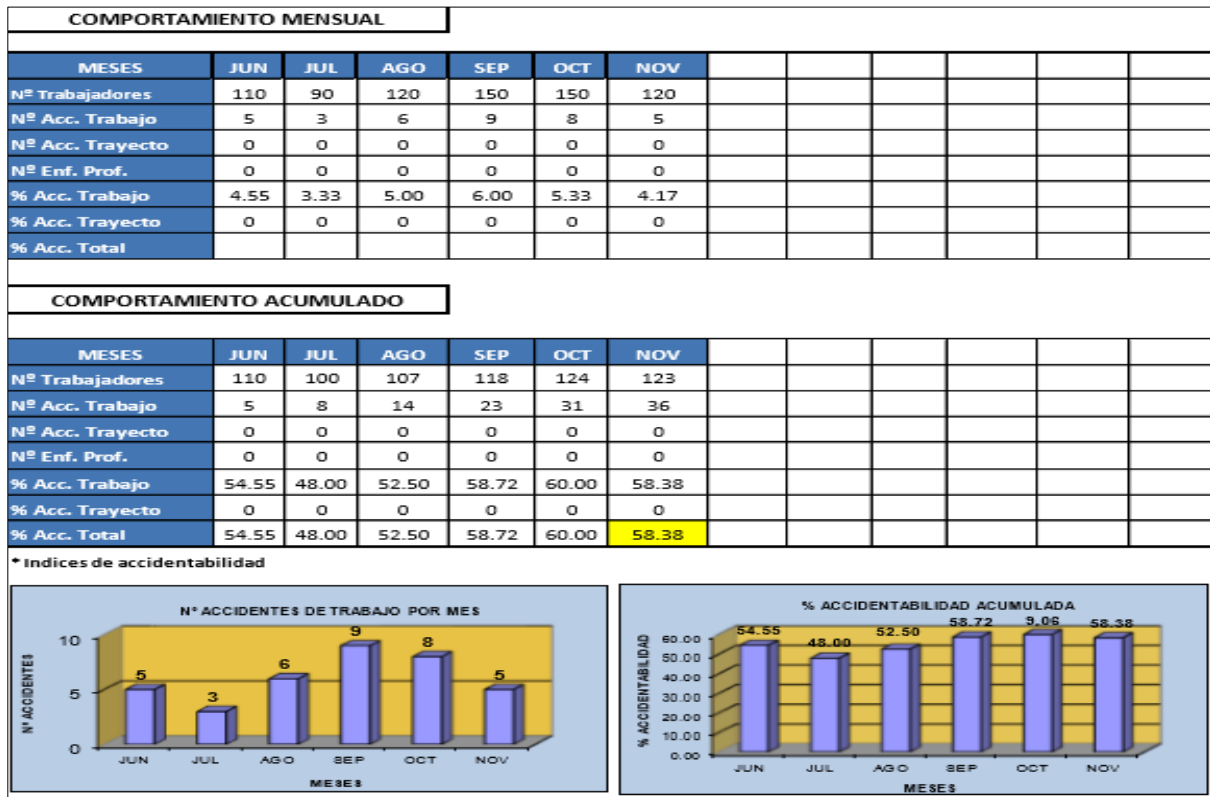 COMPORTAMIENTO MENSUAL
MESES JUN JUL AGO SEP OCT NOV
Nº Trabajadores 110 90 120 150 150 120
Nº Acc. Trabajo 5 3 6 9 8 5
Nº Acc. Trayecto 0 0 0 0 0 0
Nº Enf. Prof. 0 0 0 0 0 0
% Acc. Trabajo 4.55 3.33 5.00 6.00 5.33 4.17
% Acc. Trayecto 0 0 0 0 0 0
% Acc. Total
COMPORTAMIENTO ACUMULADO
MESES JUN JUL AGO SEP OCT NOV
Nº Trabajadores 110 100 107 118 124 123
Nº Acc. Trabajo 5 8 14 23 31 36
Nº Acc. Trayecto 0 0 0 0 0 0
Nº Enf. Prof. 0 0 0 0 0 0
% Acc. Trabajo 54.55 48.00 52.50 58.72 60.00 58.38
% Acc. Trayecto 0 0 0 0 0 0
% Acc. Total 54.55 48.00 52.50 58.72 60.00 58.38
* Indices de accidentabilidad
Nº ACCIDENTES DE TRABAJO POR MES
Nº ACCIDENTES
10
5
0
5 3 6 9 8 5
JUN JUL AGO SEP OCT NOV
MESES
% ACCIDENTABILIDAD ACUMULADA
% ACCIDENTABILIDAD
60.00
50.00
40.00
30.00
20.00
10.00
0.00
54.55 48.00 52.50 58.72 9.06 58.38
JUN JUL AGO SEP OCT NOV
MESES